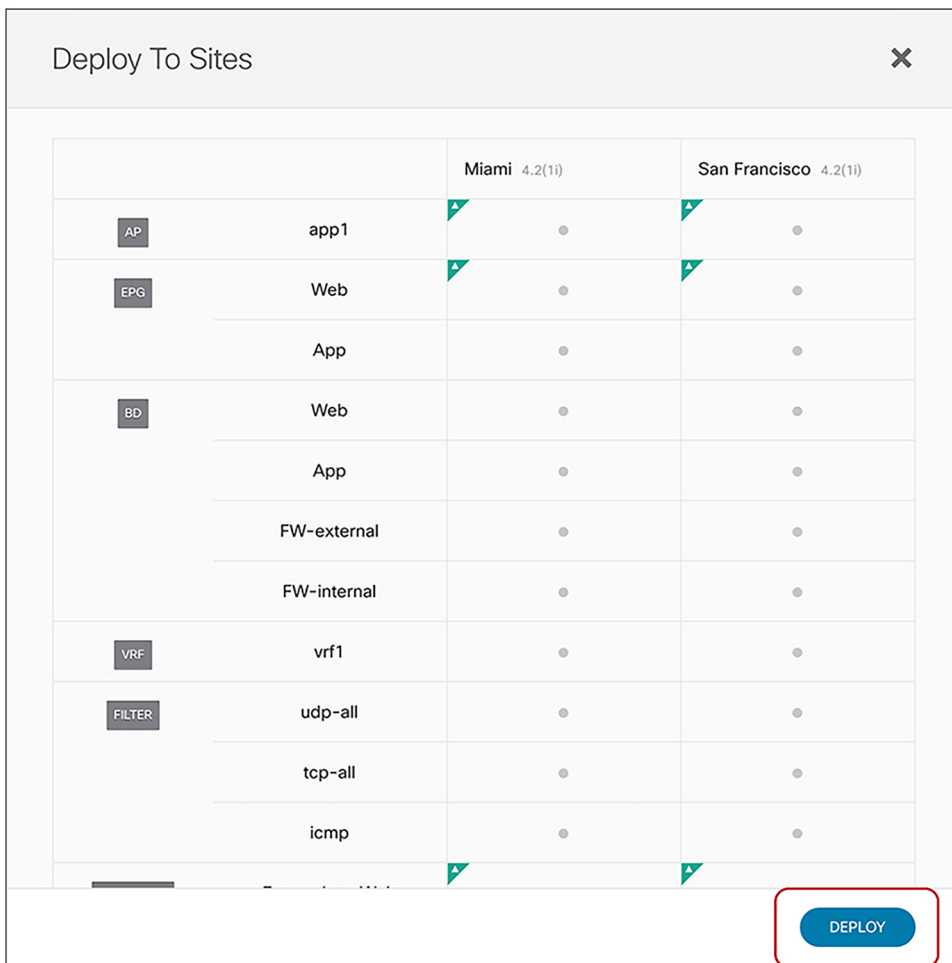 Deploy To Sites
Miami 4.2(1i) San Francisco 4.2(1i)
AP app1
EPG Web
App
BD Web
App
FW-external
FW-internal
VRF vrf1
FILTER udp-all
tcp-all
icmp
DEPLOY